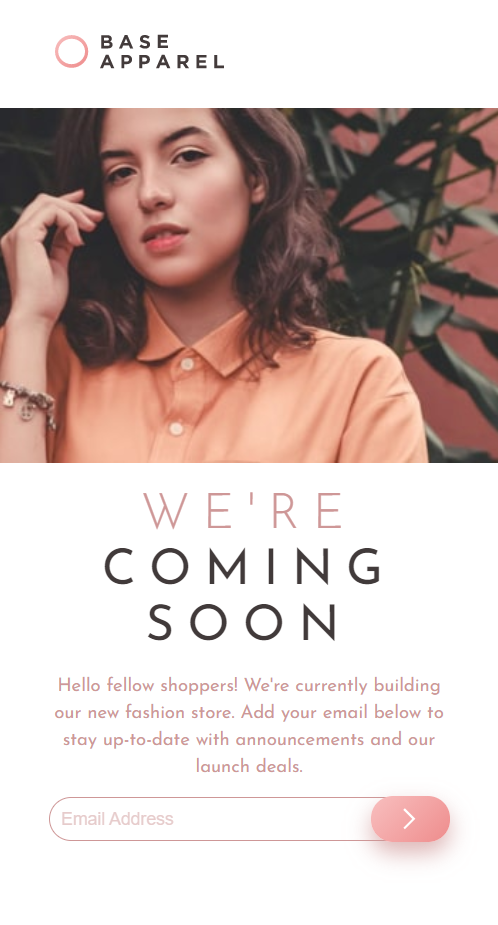 BASE
APPAREL
WE'RE
COMING
SOON
Hello fellow shoppers! We're currently building
our new fashion store. Add your email below to
stay up-to-date with announcements and our
launch deals.
Email Address